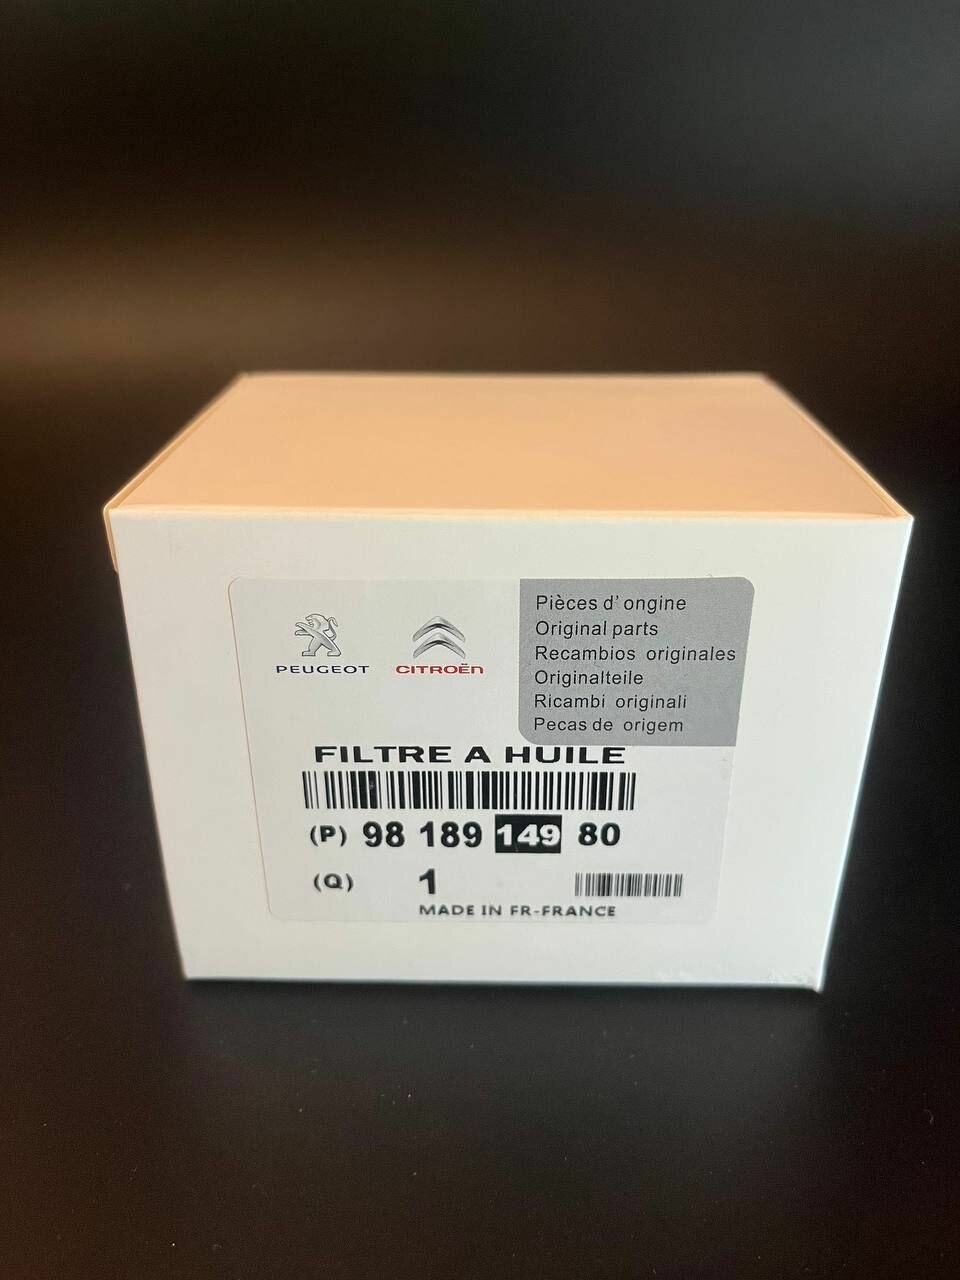 PEUGEOT
CITROËN
Pièces d' ongine
Original parts
Recambios originales
Originalteile
Ricambi originali
Pecas de origem
FILTRE A HUILE
(P) 98 189 149 80
(Q) 1
MADE IN FR-FRANCE